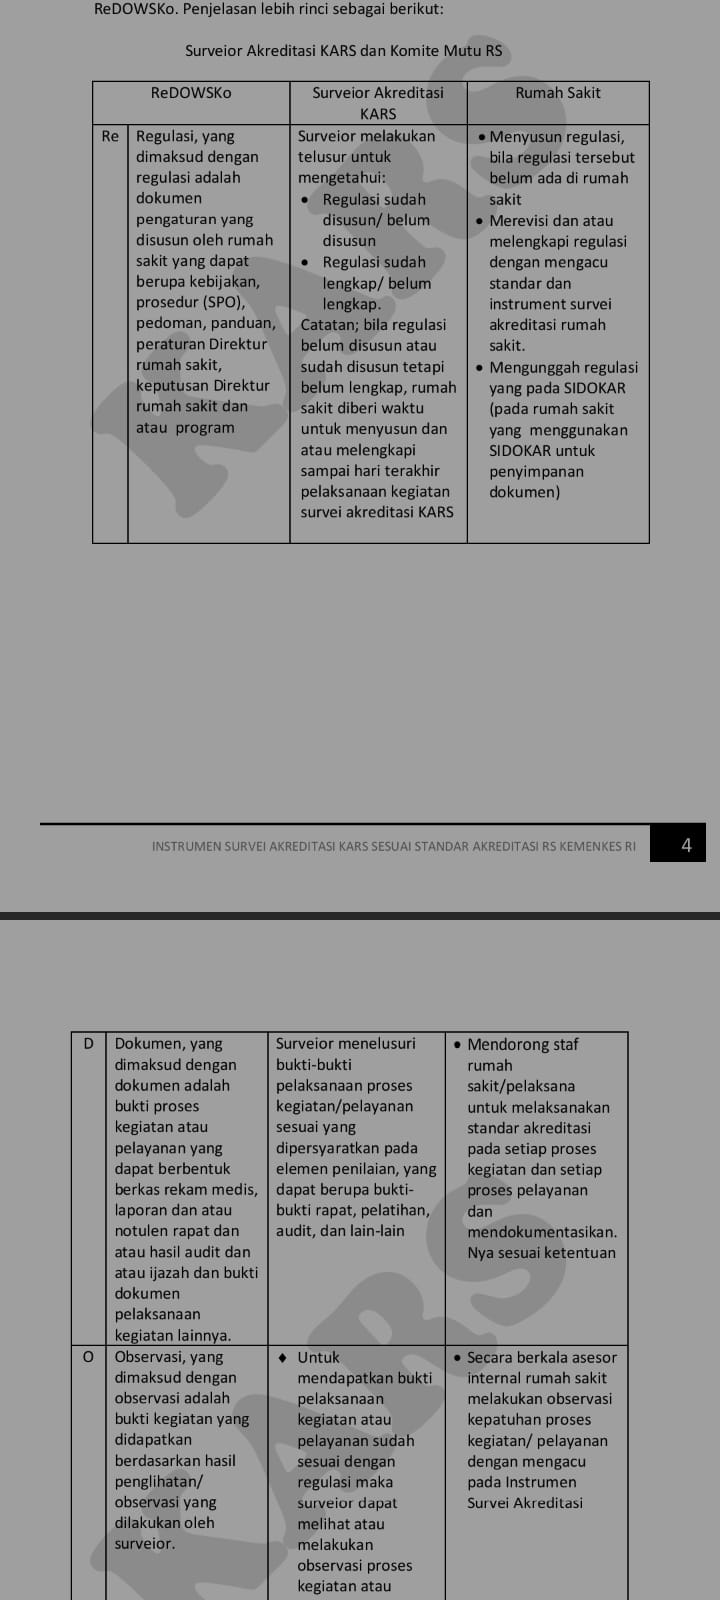 ReDOWSKo. Penjelasan lebih rinci sebagai berikut:
Surveior Akreditasi KARS dan Komite Mutu RS
ReDOWSKo
Surveior Akreditasi
KARS
Rumah Sakit
Re
Regulasi, yang
dimaksud dengan
regulasi adalah
dokumen
pengaturan yang
disusun oleh rumah
sakit yang dapat
berupa kebijakan,
prosedur (SPO),
pedoman, panduan,
peraturan Direktur
rumah sakit,
keputusan Direktur
rumah sakit dan
atau program
Surveior melakukan
telusur untuk
mengetahui:
• Regulasi sudah
disusun/ belum
disusun
• Regulasi sudah
lengkap/ belum
lengkap.
Catatan; bila regulasi
belum disusun atau
sudah disusun tetapi
belum lengkap, rumah
sakit diberi waktu
untuk menyusun dan
atau melengkapi
sampai hari terakhir
pelaksanaan kegiatan
survei akreditasi KARS
• Menyusun regulasi,
bila regulasi tersebut
belum ada di rumah
sakit
• Merevisi dan atau
melengkapi regulasi
dengan mengacu
standar dan
instrument survei
akreditasi rumah
sakit.
• Mengunggah regulasi
yang pada SIDOKAR
(pada rumah sakit
yang menggunakan
SIDOKAR untuk
penyimpanan
dokumen)
KARS
INSTRUMEN SURVEI AKREDITASI KARS SESUAI STANDAR AKREDITASI RS KEMENKES RI
4
D
Dokumen, yang
dimaksud dengan
dokumen adalah
bukti proses
kegiatan atau
pelayanan yang
dapat berbentuk
berkas rekam medis,
laporan dan atau
notulen rapat dan
atau hasil audit dan
atau ijazah dan bukti
dokumen
pelaksanaan
kegiatan lainnya.
Surveior menelusuri
bukti-bukti
pelaksanaan proses
kegiatan/pelayanan
sesuai yang
dipersyaratkan pada
elemen penilaian, yang
dapat berupa bukti-
bukti rapat, pelatihan,
audit, dan lain-lain
• Mendorong staf
rumah
sakit/pelaksana
untuk melaksanakan
standar akreditasi
pada setiap proses
kegiatan dan setiap
proses pelayanan
dan
mendokumentasikan.
Nya sesuai ketentuan
O
Observasi, yang
dimaksud dengan
observasi adalah
bukti kegiatan yang
didapatkan
berdasarkan hasil
penglihatan/
observasi yang
dilakukan oleh
surveior.
♦ Untuk
mendapatkan bukti
pelaksanaan
kegiatan atau
pelayanan sudah
sesuai dengan
regulasi maka
surveior dapat
melihat atau
melakukan
observasi proses
kegiatan atau
• Secara berkala asesor
internal rumah sakit
melakukan observasi
kepatuhan proses
kegiatan/ pelayanan
dengan mengacu
pada Instrumen
Survei Akreditasi
KARS